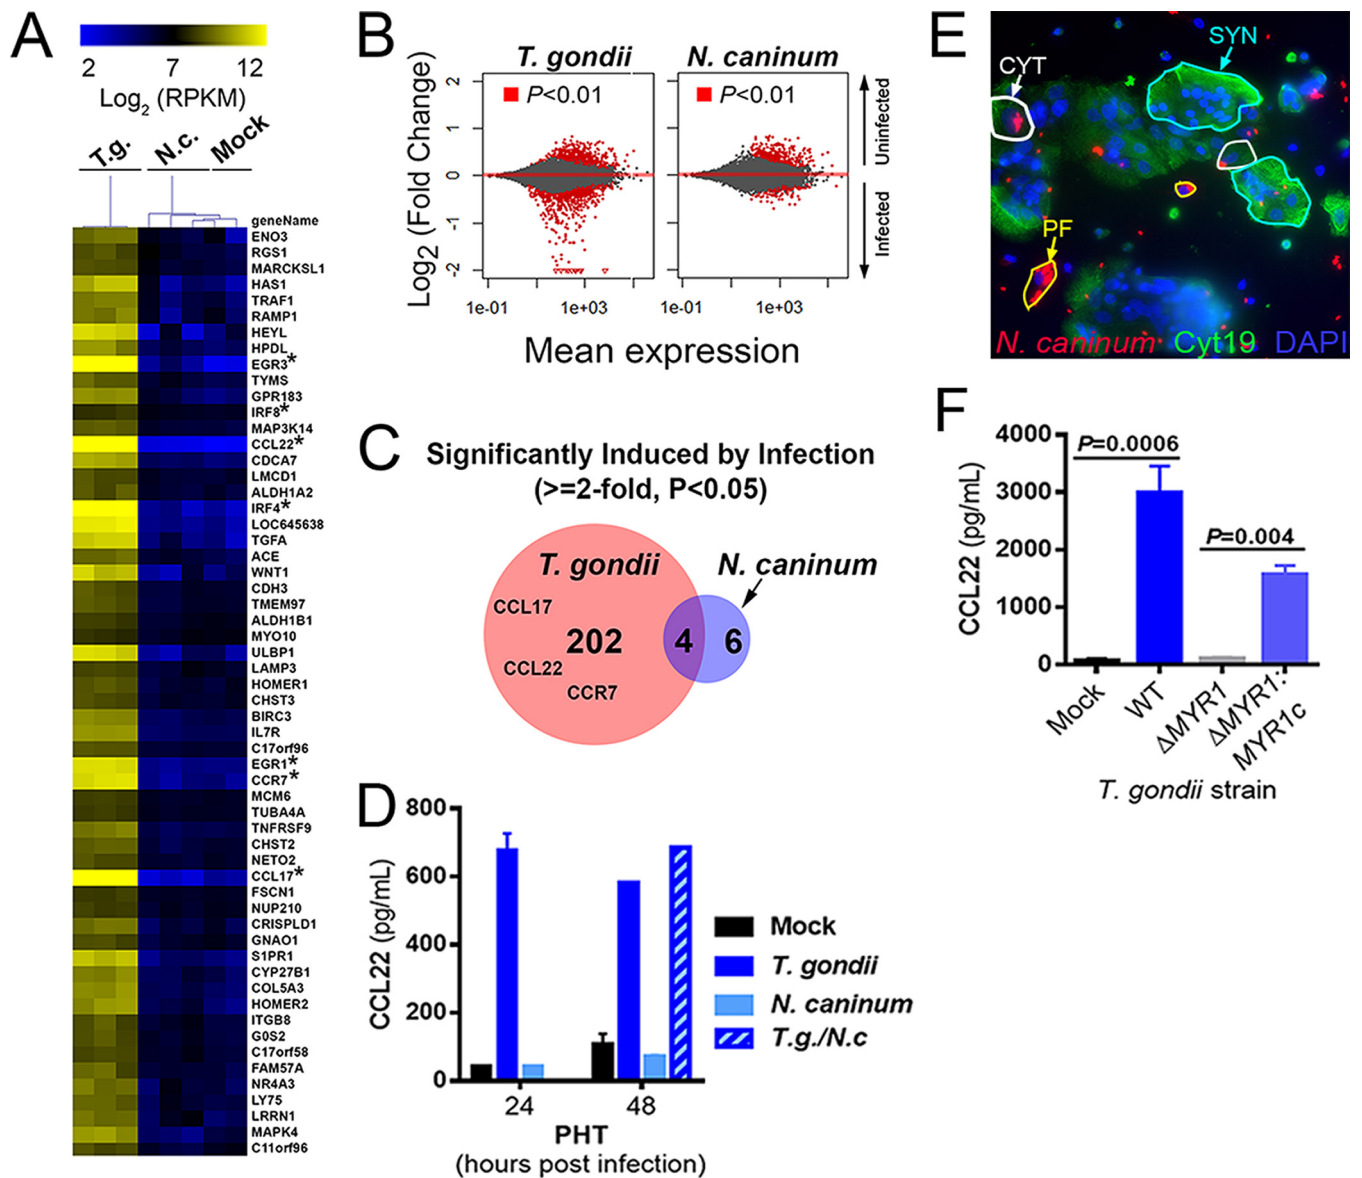 A
2 7 12
Log2 (RPKM)
T.g. N.c. Mock
geneName
ENO3
RGS1
MARCKSL1
HAS1
TRAF1
RAMP1
HEYL
HPDL
EGR3*
TYMS
GPR183
IRF8*
MAP3K14
CCL22*
CDCA7
LMCD1
ALDH1A2
IRF4*
LOC645638
TGFA
ACE
WNT1
CDH3
TMEM97
ALDH1B1
MYO10
ULBP1
LAMP3
HOMER1
CHST3
BIRC3
IL7R
C17orf96
EGR1*
CCR7*
MCM6
TUBA4A
TNFRSF9
CHST2
NETO2
CCL17*
FSCN1
NUP210
CRISPLD1
GNAO1
S1PR1
CYP27B1
COL5A3
HOMER2
ITGB8
G0S2
C17orf58
FAM57A
NR4A3
LY75
LRRN1
MAPK4
C11orf96
B
T. gondii N. caninum
P<0.01 P<0.01
Log2 (Fold Change)
2
1
0
-1
-2
Uninfected
Infected
1e-01 1e+03 1e-01 1e+03
Mean expression
C
Significantly Induced by Infection
(>=2-fold, P<0.05)
T. gondii N. caninum
CCL17
202 4 6
CCL22
CCR7
D
CCL22 (pg/mL)
800
600
400
200
0
24 48
PHT
(hours post infection)
Mock
T. gondii
N. caninum
T.g./N.c
E
SYN
CYT
PF
N. caninum Cyt19 DAPI
F
CCL22 (pg/mL)
4000
3000
2000
1000
0
P=0.0006
P=0.004
Mock
WT
ΔMYR1
ΔMYR1:
MYR1c
T. gondii strain